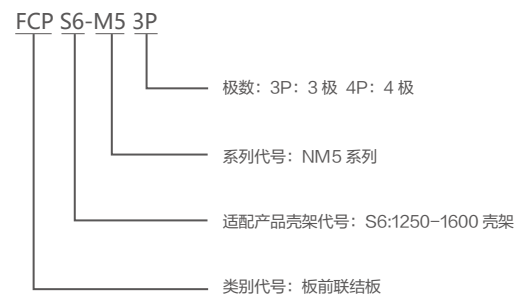 FCP S6-M5 3P
极数：3P：3 极 4P：4 极
系列代号：NM5 系列
适配产品壳架代号：S6:1250-1600 壳架
类别代号：板前联结板